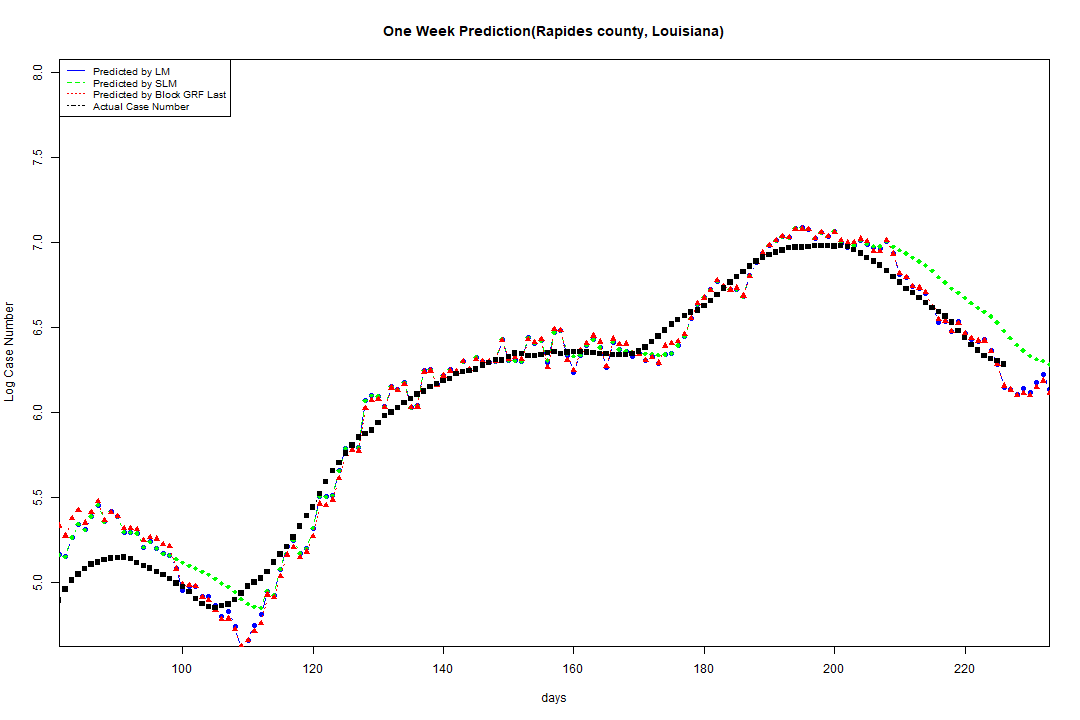 One Week Prediction(Rapides county, Louisiana)
Predicted by LM
Predicted by SLM
Predicted by Block GRF Last
Actual Case Number
Log Case Number
8.0
7.5
7.0
6.5
6.0
5.5
5.0
100 120 140 160 180 200 220
days